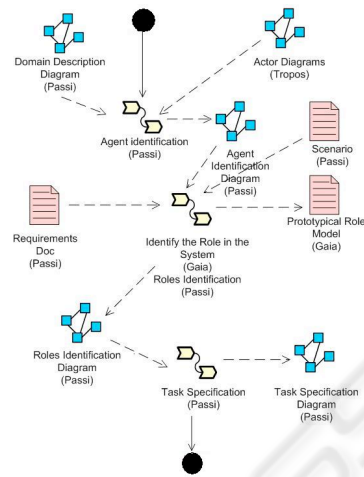 Domain Description
Diagram
(Passi)
Actor Diagrams
(Tropos)
Agent identification
(Passi)
Agent
Identification
Diagram
(Passi)
Scenario
(Passi)
Requirements
Doc
(Passi)
Identify the Role in the
System
(Gaia)
Roles Identification
(Passi)
Prototypical Role
Model
(Gaia)
Roles Identification
Diagram
(Passi)
Task Specification
(Passi)
Task Specification
Diagram
(Passi)